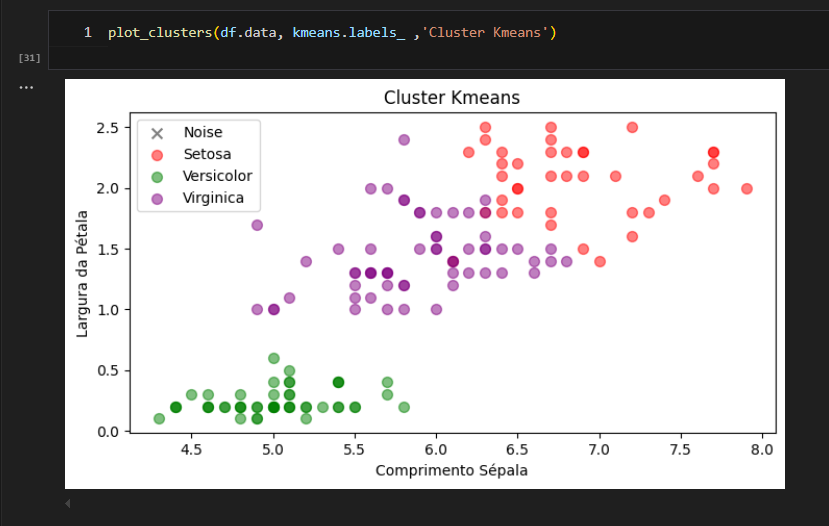 1 plot_clusters(df.data, kmeans.labels_ ,'Cluster Kmeans')
[31]
...
Cluster Kmeans
Noise
Setosa
Versicolor
Virginica
Largura da Pétala
2.5
2.0
1.5
1.0
0.5
0.0
4.5 5.0 5.5 6.0 6.5 7.0 7.5 8.0
Comprimento Sépala